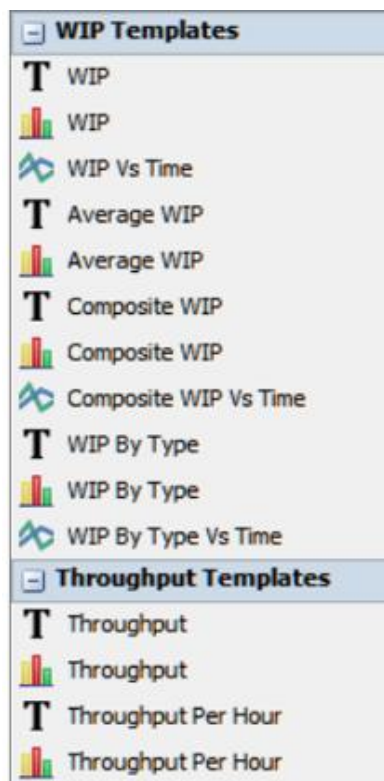 WIP Templates
WIP
WIP
WIP Vs Time
Average WIP
Average WIP
Composite WIP
Composite WIP
Composite WIP Vs Time
WIP By Type
WIP By Type
WIP By Type Vs Time
Throughput Templates
Throughput
Throughput
Throughput Per Hour
Throughput Per Hour